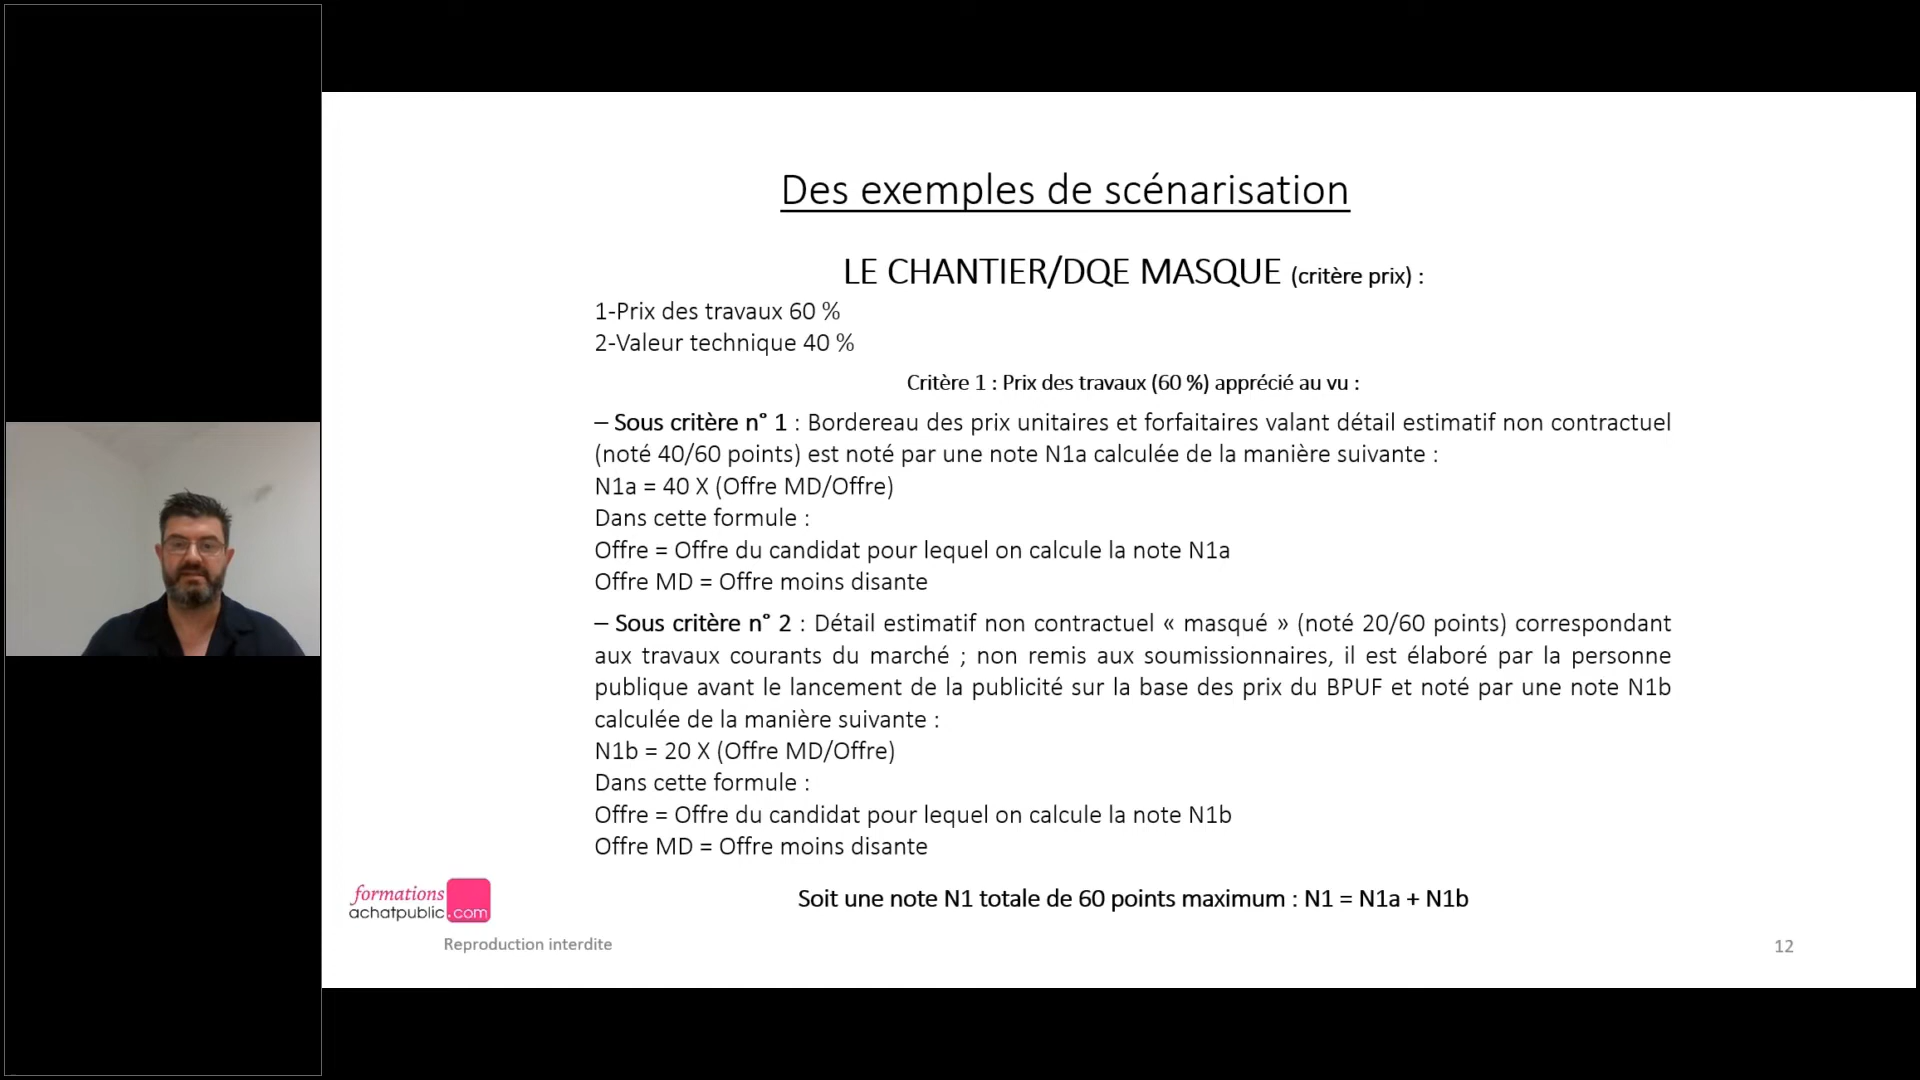 Des exemples de scénarisation
LE CHANTIER/DQE MASQUE (critère prix) :
1-Prix des travaux 60 %
2-Valeur technique 40 %
Critère 1 : Prix des travaux (60 %) apprécié au vu :
– Sous critère n° 1 : Bordereau des prix unitaires et forfaitaires valant détail estimatif non contractuel
(noté 40/60 points) est noté par une note N1a calculée de la manière suivante :
N1a = 40 X (Offre MD/Offre)
Dans cette formule :
Offre = Offre du candidat pour lequel on calcule la note N1a
Offre MD = Offre moins disante
– Sous critère n° 2 : Détail estimatif non contractuel « masqué » (noté 20/60 points) correspondant
aux travaux courants du marché ; non remis aux soumissionnaires, il est élaboré par la personne
publique avant le lancement de la publicité sur la base des prix du BPUF et noté par une note N1b
calculée de la manière suivante :
N1b = 20 X (Offre MD/Offre)
Dans cette formule :
Offre = Offre du candidat pour lequel on calcule la note N1b
Offre MD = Offre moins disante
Soit une note N1 totale de 60 points maximum : N1 = N1a + N1b
formations
achatpublic.com
Reproduction interdite
12